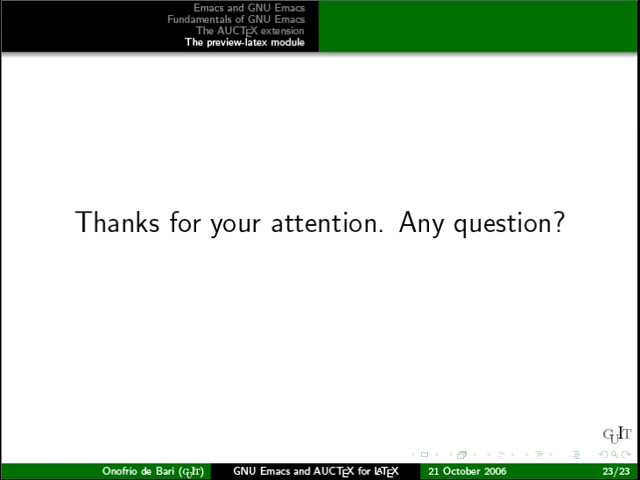 Emacs and GNU Emacs
Fundamentals of GNU Emacs
The AUCTEX extension
The preview-latex module
Thanks for your attention. Any question?
GUIT
Onofrio de Bari (GUIT)
GNU Emacs and AUCTEX for LATEX
21 October 2006
23/23